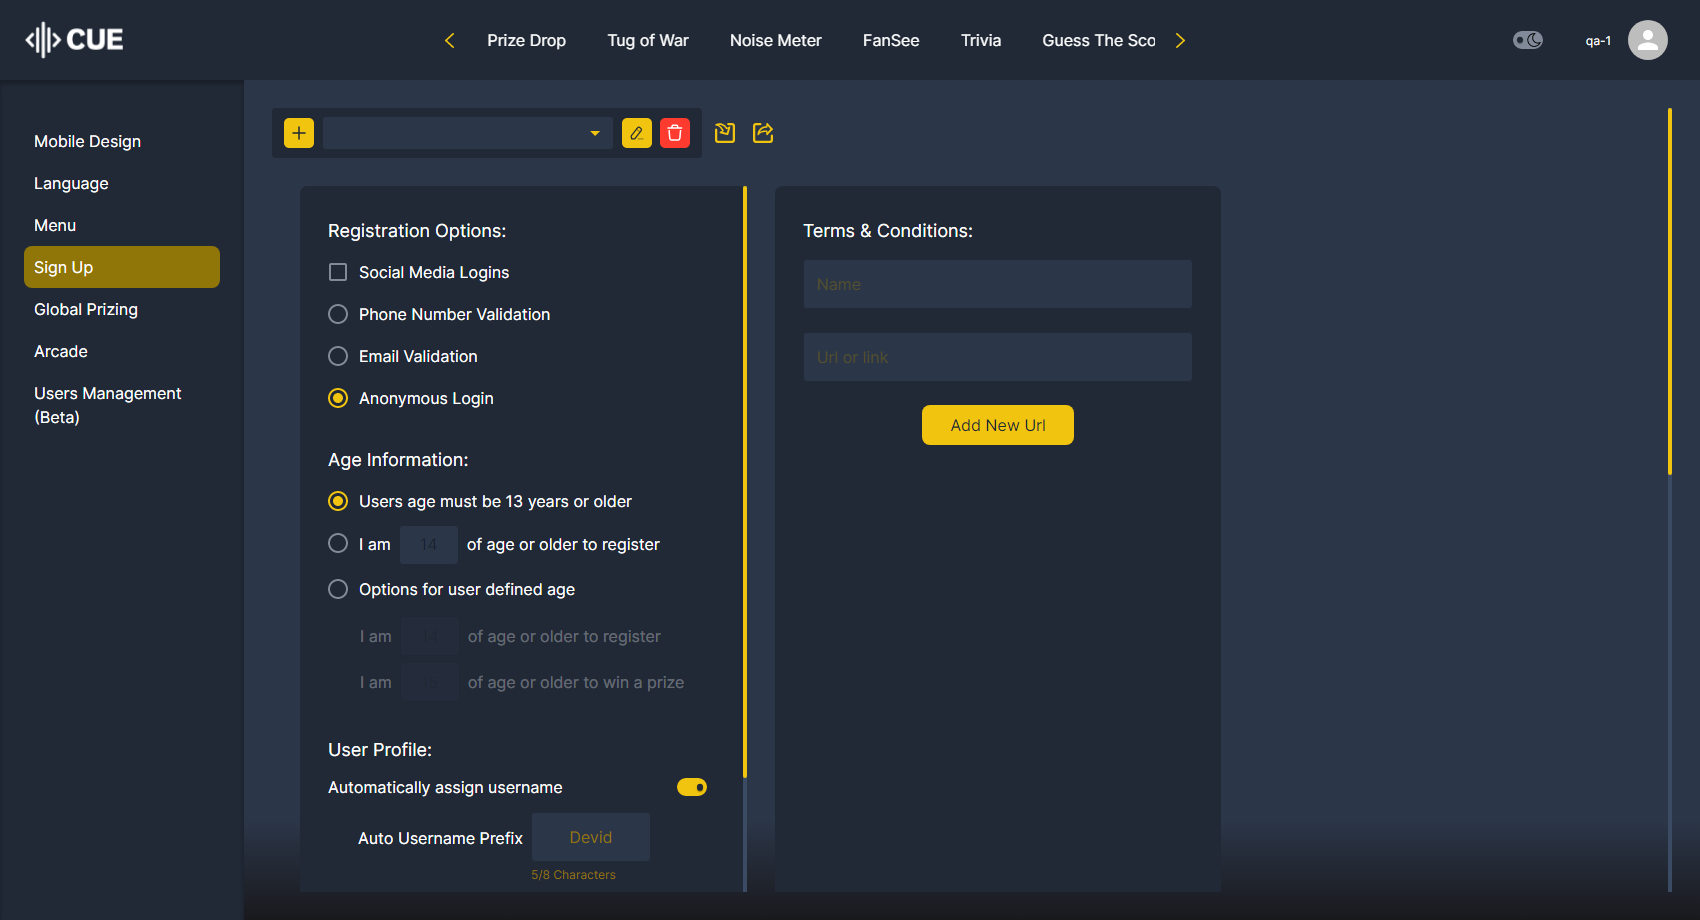 CUE
Prize Drop
Tug of War
Noise Meter
FanSee
Trivia
Guess The Sco
qa-1
Mobile Design
Language
Menu
Sign Up
Global Prizing
Arcade
Users Management
(Beta)
Registration Options:
Social Media Logins
Phone Number Validation
Email Validation
Anonymous Login
Age Information:
Users age must be 13 years or older
I am 14 of age or older to register
Options for user defined age
I am of age or older to register
I am of age or older to win a prize
User Profile:
Automatically assign username
Auto Username Prefix Devid
5/8 Characters
Terms & Conditions:
Name
Url or link
Add New Url